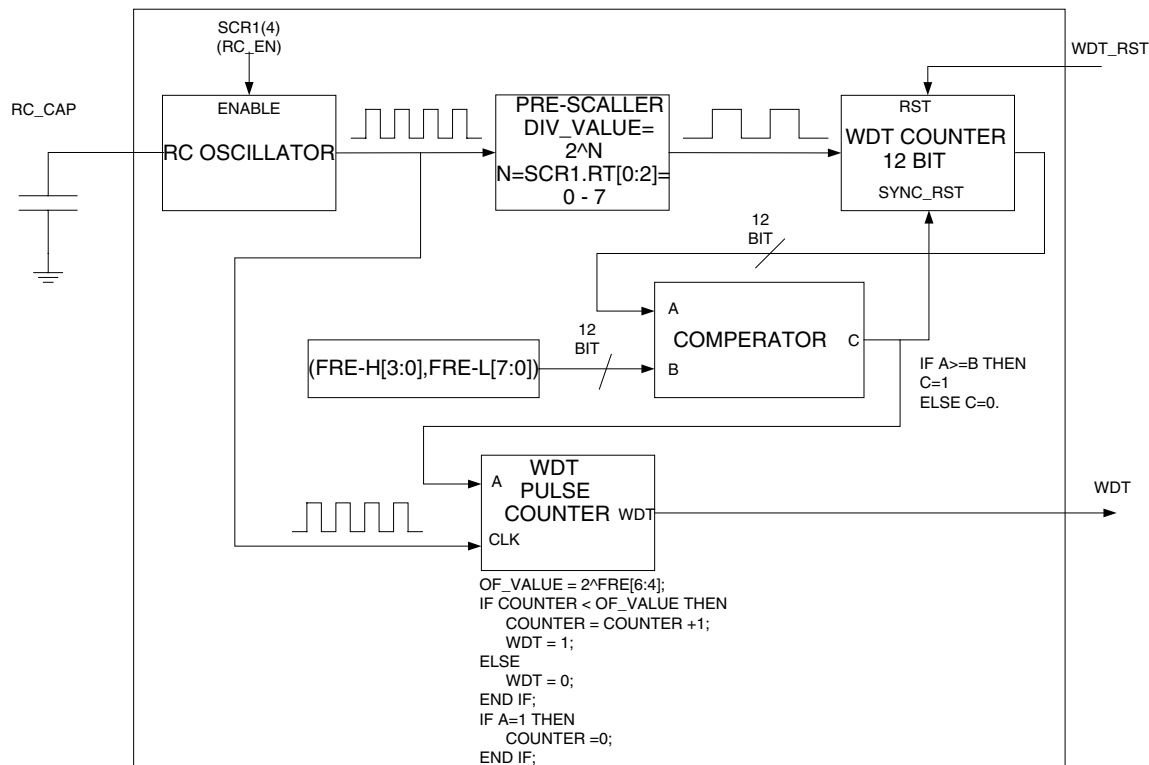 SCR1(4)
(RC_EN)
WDT_RST
RC_CAP
ENABLE
RC OSCILLATOR
PRE-SCALLER
DIV_VALUE=
2^N
N=SCR1.RT[0:2]=
0 - 7
RST
WDT COUNTER
12 BIT
SYNC_RST
12
BIT
A
COMPERATOR
C
B
12
BIT
(FRE-H[3:0],FRE-L[7:0])
IF A>=B THEN
C=1
ELSE C=0.
WDT
PULSE
COUNTER
A
WDT
CLK
WDT
OF_VALUE = 2^FRE[6:4];
IF COUNTER < OF_VALUE THEN
COUNTER = COUNTER +1;
WDT = 1;
ELSE
WDT = 0;
END IF;
IF A=1 THEN
COUNTER =0;
END IF;